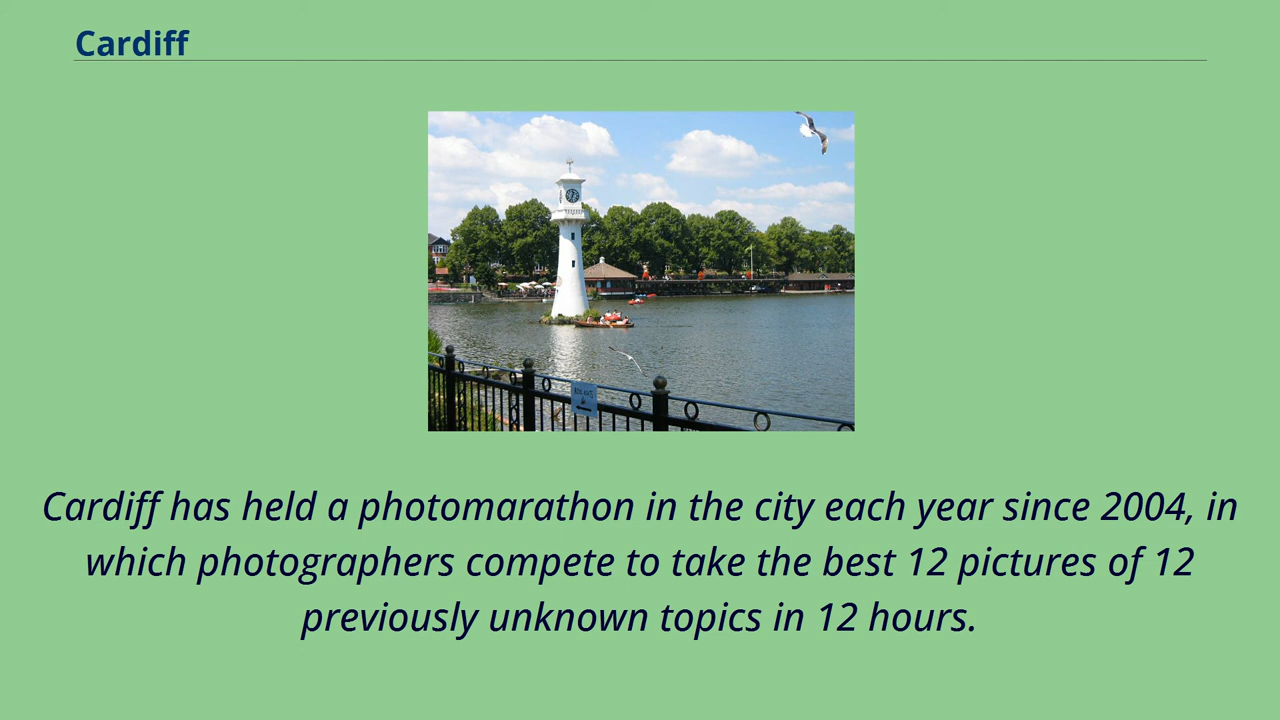 Cardiff
Cardiff has held a photomarathon in the city each year since 2004, in
which photographers compete to take the best 12 pictures of 12
previously unknown topics in 12 hours.